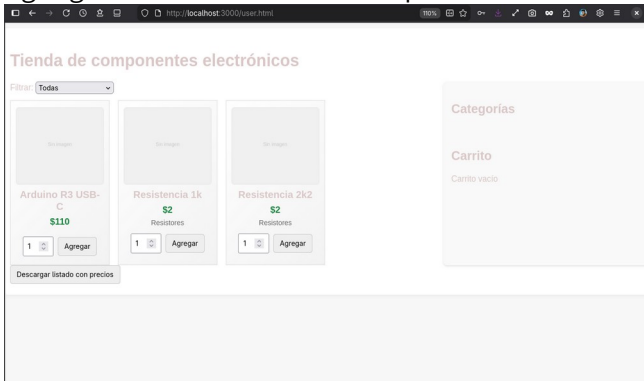 http://localhost:3000/user.html
110%
Tienda de componentes electrónicos
Filtrar: Todas
Categorias
Carrito
Carrito vacío
Sin imagen
Sin imagen
Sin imagen
Arduino R3 USB-
C
$110
1 Agregar
Resistencia 1k
$2
Resistores
1 Agregar
Resistencia 2k2
$2
Resistores
1 Agregar
Descargar listado con precios